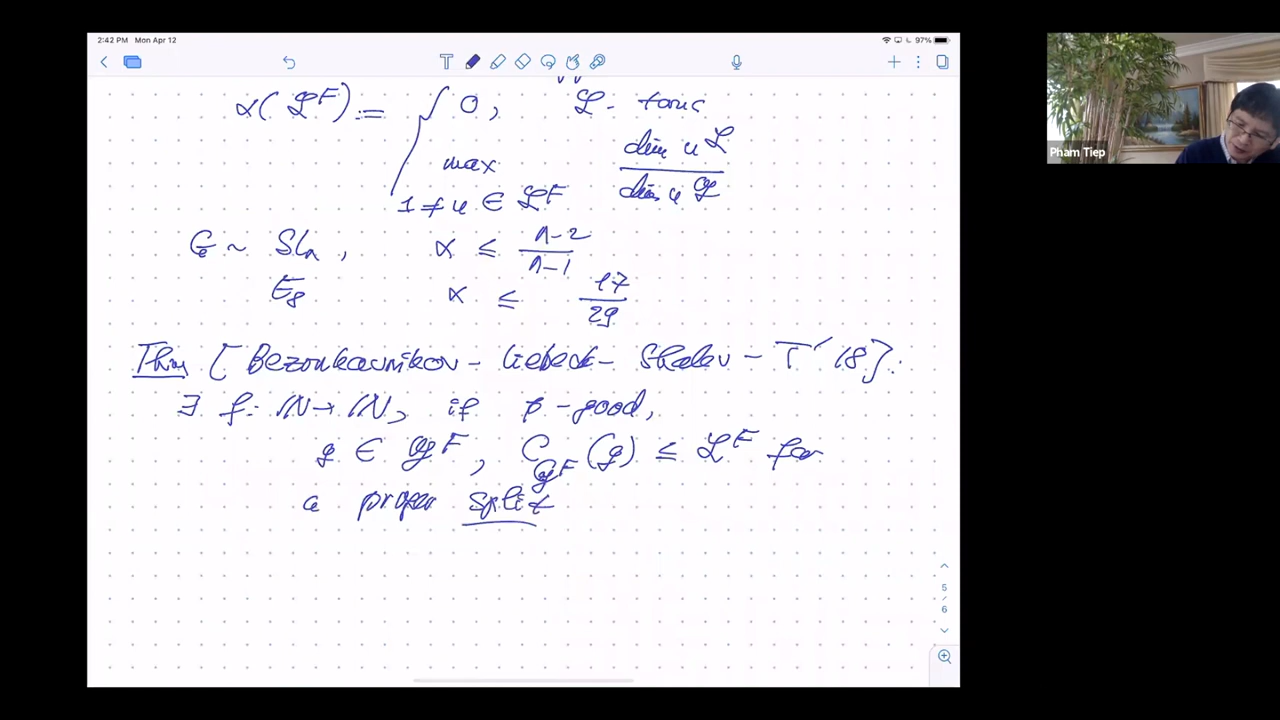 2:42 PM Mon Apr 12
97%
T
α(𝓛^F) := { 0, 𝓛 - torus
max dim u^𝓛 / dim u^𝒢
1 ≠ u ∈ 𝓛^F
G ~ SLn, α ≤ n-2 / n-1
E8 α ≤ 17 / 29
Thm [Bezrukavnikov - Liebeck - Shalev - T '18].
∃ f: ℕ → ℕ, if p - good,
g ∈ 𝒢^F, C_{𝒢^F}(g) ≤ 𝓛^F for
a proper split
5
/
6
Pham Tiep